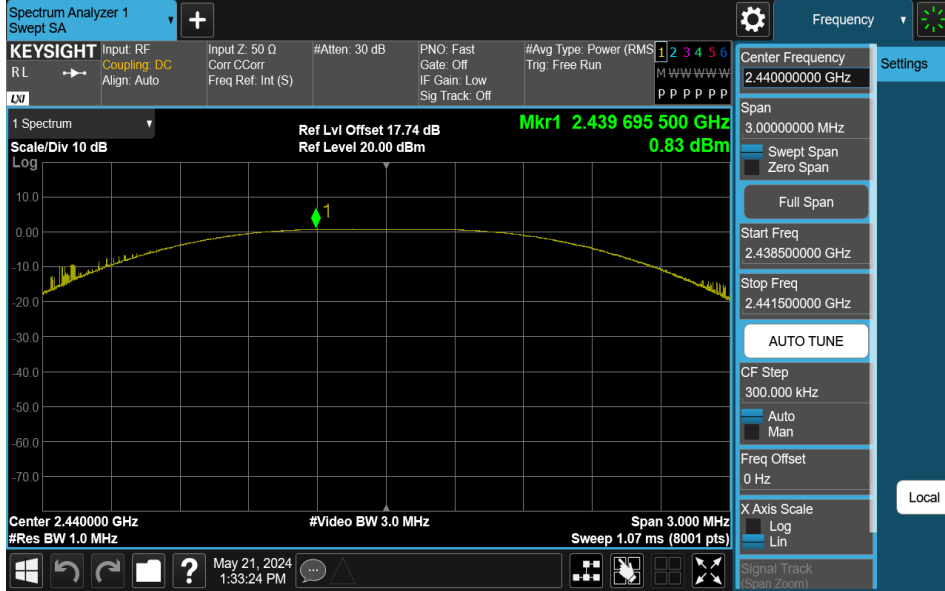 Spectrum Analyzer 1
Swept SA
Frequency
KEYSIGHT
RL
LXI
Input: RF
Coupling: DC
Align: Auto
Input Z: 50 Ω
Corr CCorr
Freq Ref: Int (S)
#Atten: 30 dB
PNO: Fast
Gate: Off
IF Gain: Low
Sig Track: Off
#Avg Type: Power (RMS
Trig: Free Run
1 2 3 4 5 6
M W W W W W
P P P P P P
1 Spectrum
Scale/Div 10 dB
Log
Ref Lvl Offset 17.74 dB
Ref Level 20.00 dBm
Mkr1 2.439 695 500 GHz
0.83 dBm
1
10.0
0.00
-10.0
-20.0
-30.0
-40.0
-50.0
-60.0
-70.0
Center 2.440000 GHz
#Res BW 1.0 MHz
#Video BW 3.0 MHz
Span 3.000 MHz
Sweep 1.07 ms (8001 pts)
May 21, 2024
1:33:24 PM
Center Frequency
2.440000000 GHz
Span
3.00000000 MHz
Swept Span
Zero Span
Full Span
Start Freq
2.438500000 GHz
Stop Freq
2.441500000 GHz
AUTO TUNE
CF Step
300.000 kHz
Auto
Man
Freq Offset
0 Hz
X Axis Scale
Log
Lin
Signal Track
(Span Zoom)
Settings
Local